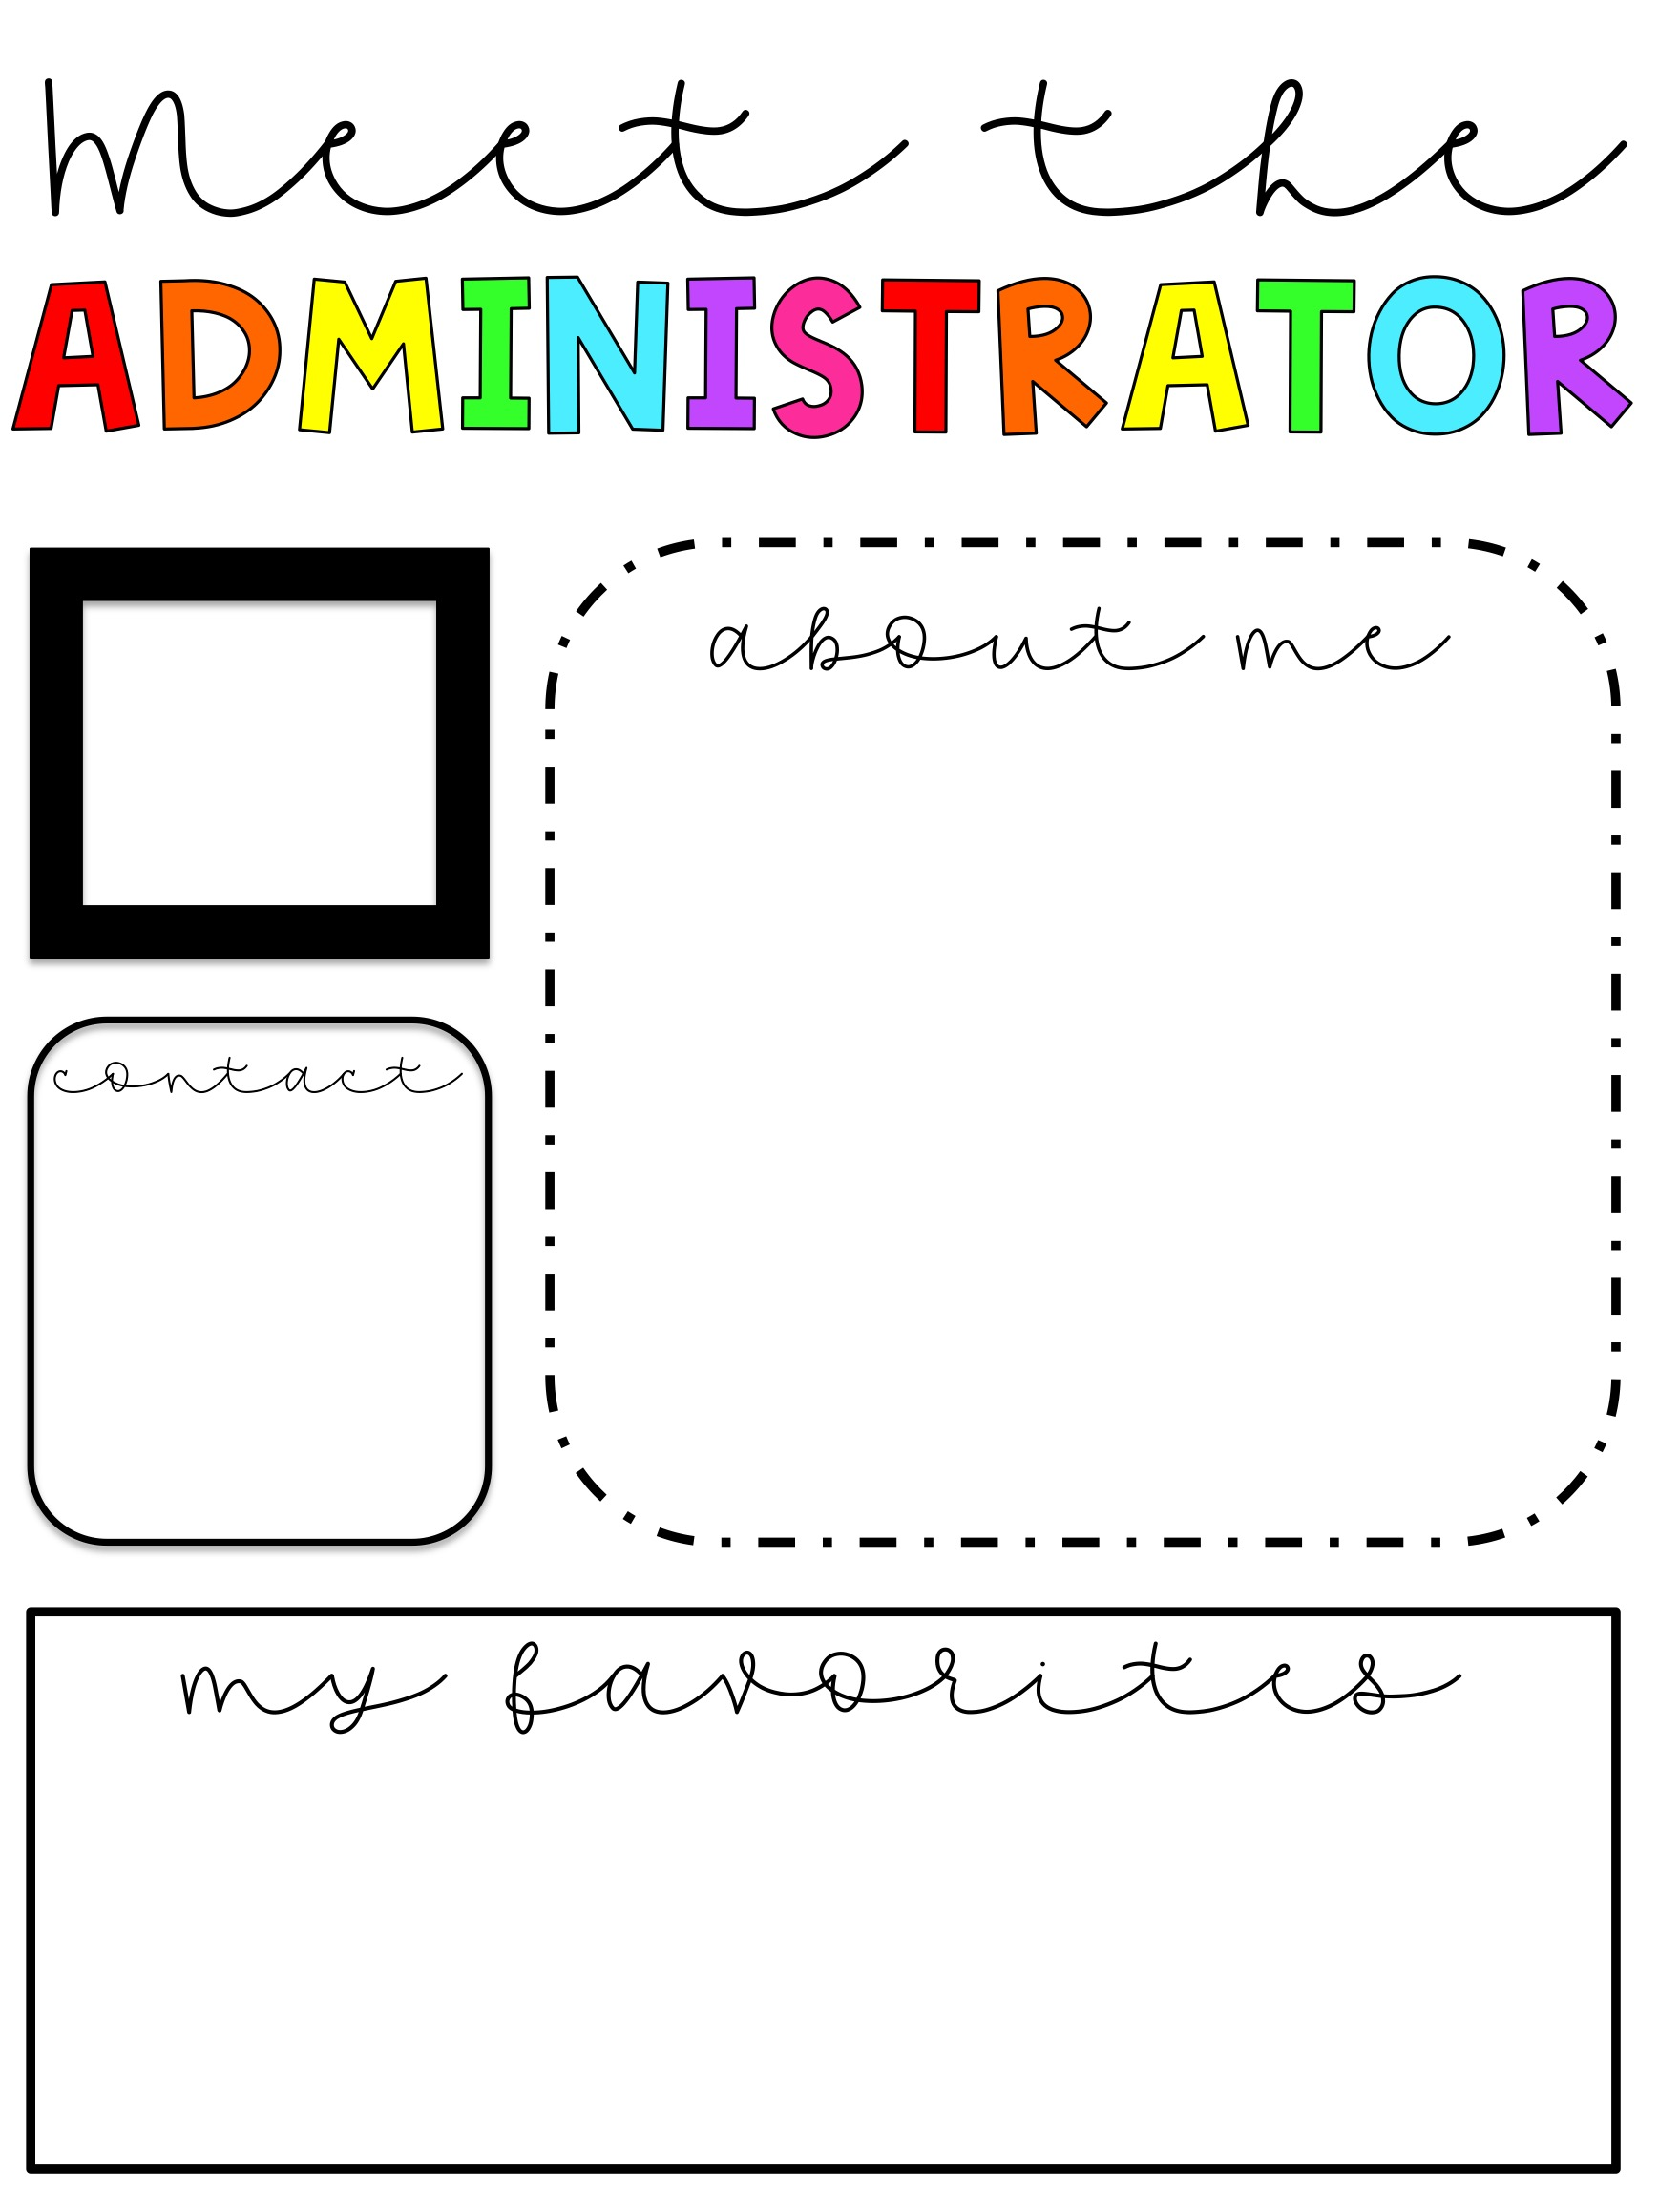 Meet the
ADMINISTRATOR
about me
contact
my favorites